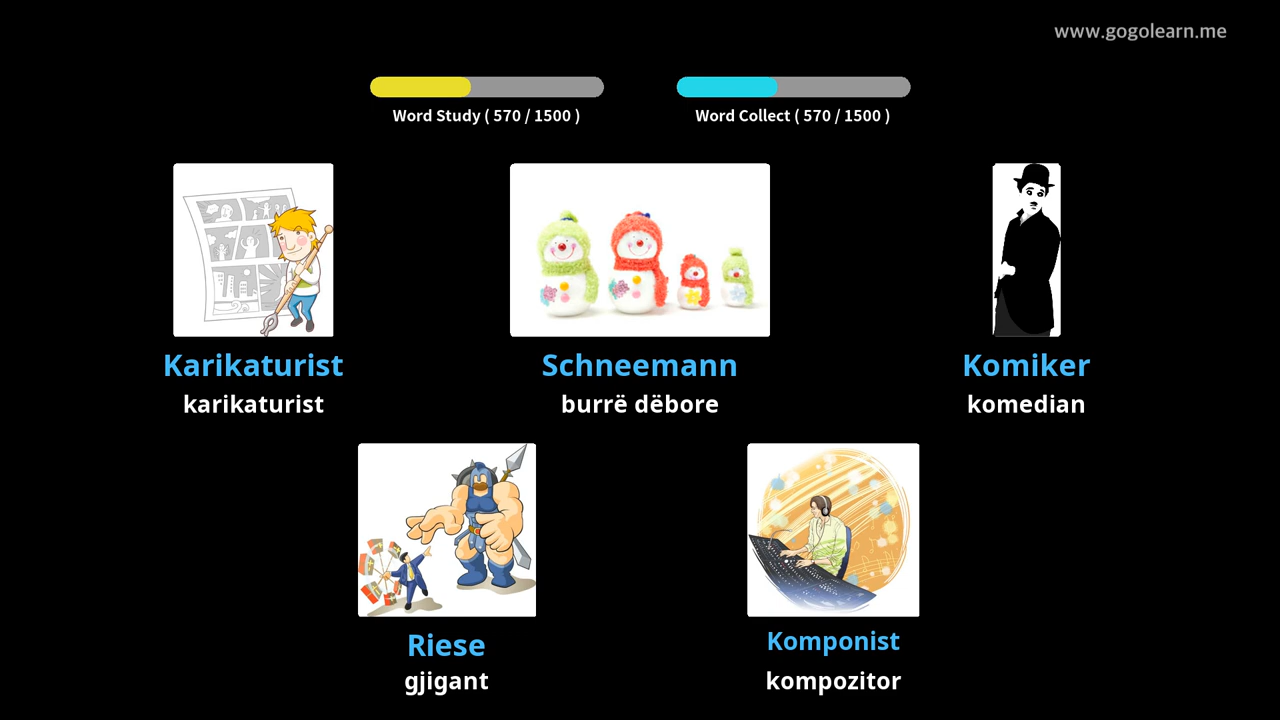 www.gogolearn.me
Word Study ( 570 / 1500 )
Word Collect ( 570 / 1500 )
Karikaturist
karikaturist
Schneemann
burrë dëbore
Komiker
komedian
Riese
gjigant
Komponist
kompozitor